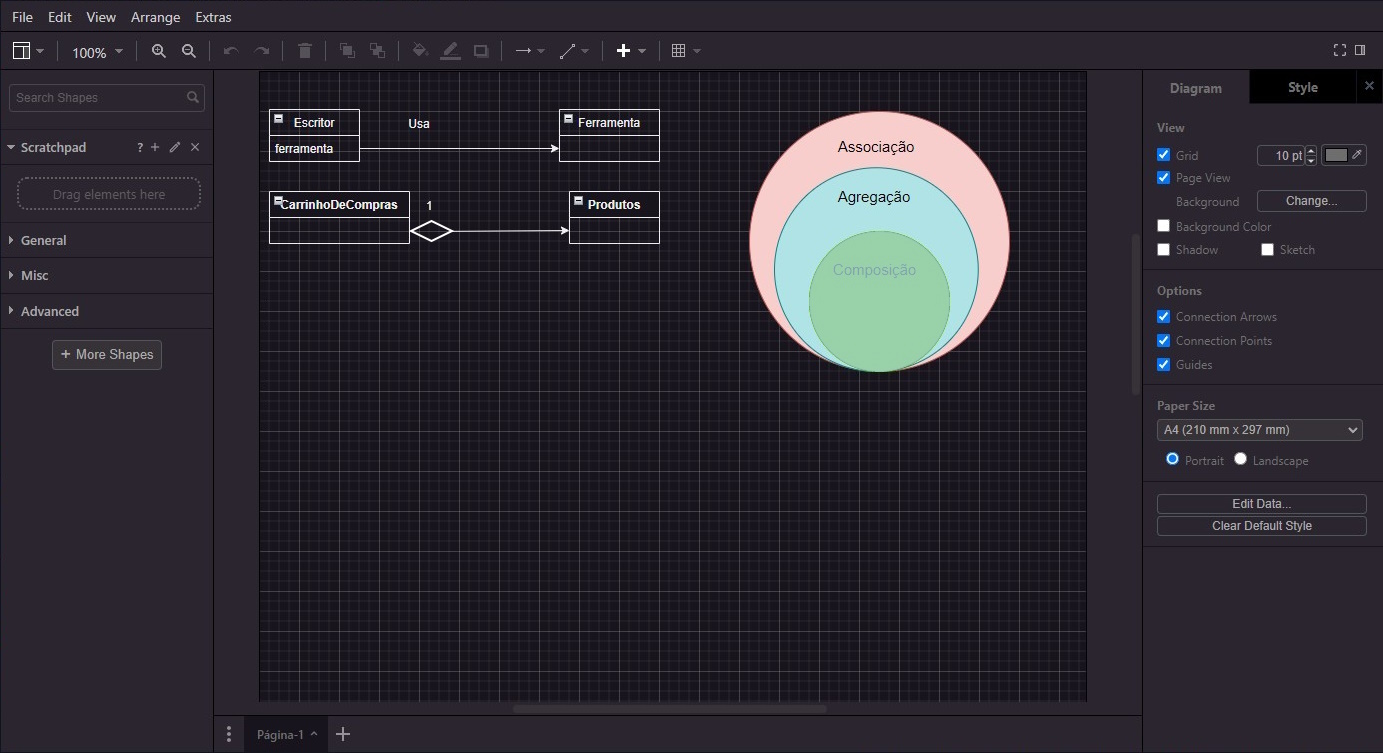 File Edit View Arrange Extras
100%
Search Shapes
Scratchpad ?
Drag elements here
General
Misc
Advanced
+ More Shapes
Escritor
ferramenta
Usa
Ferramenta
CarrinhoDeCompras
1
Produtos
Associação
Agregação
Composição
Página-1
Diagram Style
View
Grid 10 pt
Page View
Background Change...
Background Color
Shadow Sketch
Options
Connection Arrows
Connection Points
Guides
Paper Size
A4 (210 mm x 297 mm)
Portrait Landscape
Edit Data...
Clear Default Style